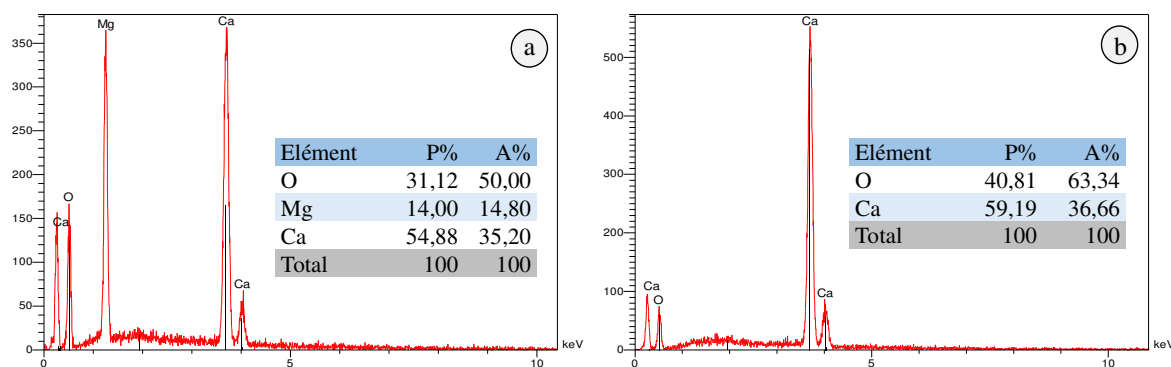 a
Mg
Ca
350
300
250
200
150
100
50
0
O
Ca
Ca
0
5
10
keV
Elément P% A%
O 31,12 50,00
Mg 14,00 14,80
Ca 54,88 35,20
Total 100 100
b
Ca
500
400
300
200
100
0
Ca
O
Ca
0
5
10
keV
Elément P% A%
O 40,81 63,34
Ca 59,19 36,66
Total 100 100